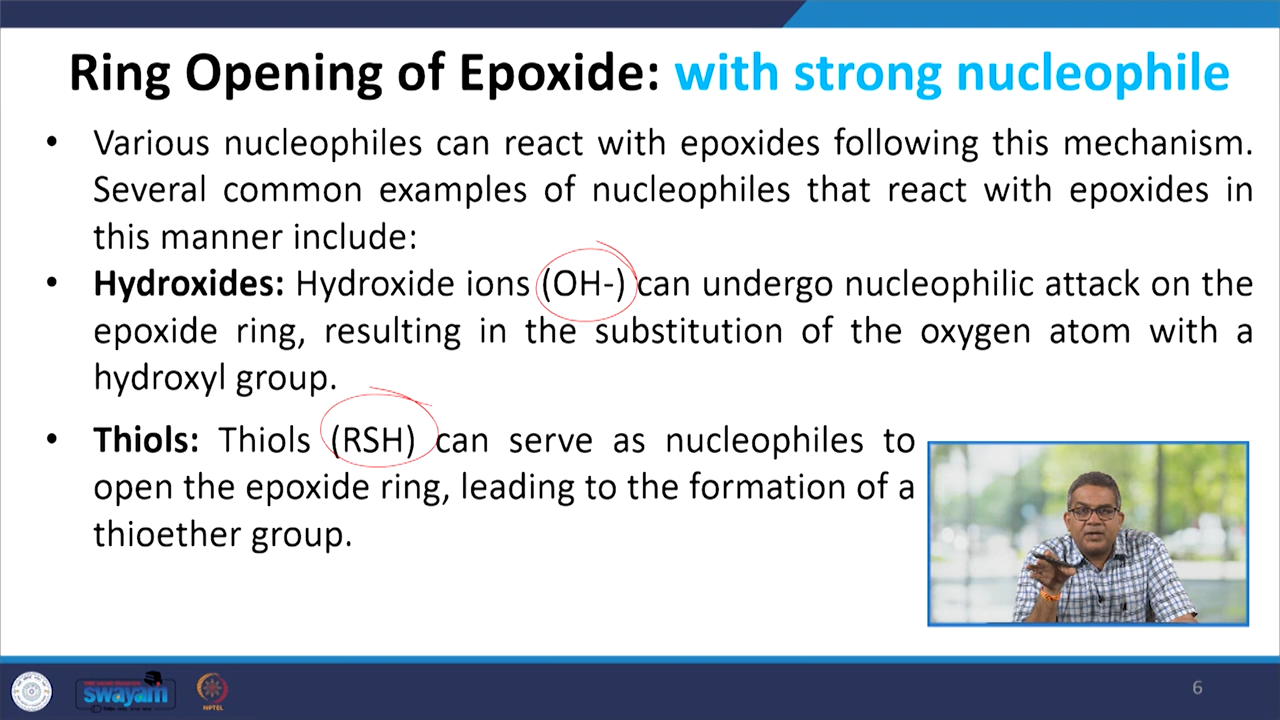 Ring Opening of Epoxide: with strong nucleophile
• Various nucleophiles can react with epoxides following this mechanism.
Several common examples of nucleophiles that react with epoxides in
this manner include:
• Hydroxides: Hydroxide ions (OH-) can undergo nucleophilic attack on the
epoxide ring, resulting in the substitution of the oxygen atom with a
hydroxyl group.
• Thiols: Thiols (RSH) can serve as nucleophiles to
open the epoxide ring, leading to the formation of a
thioether group.
swayam
NPTEL
6